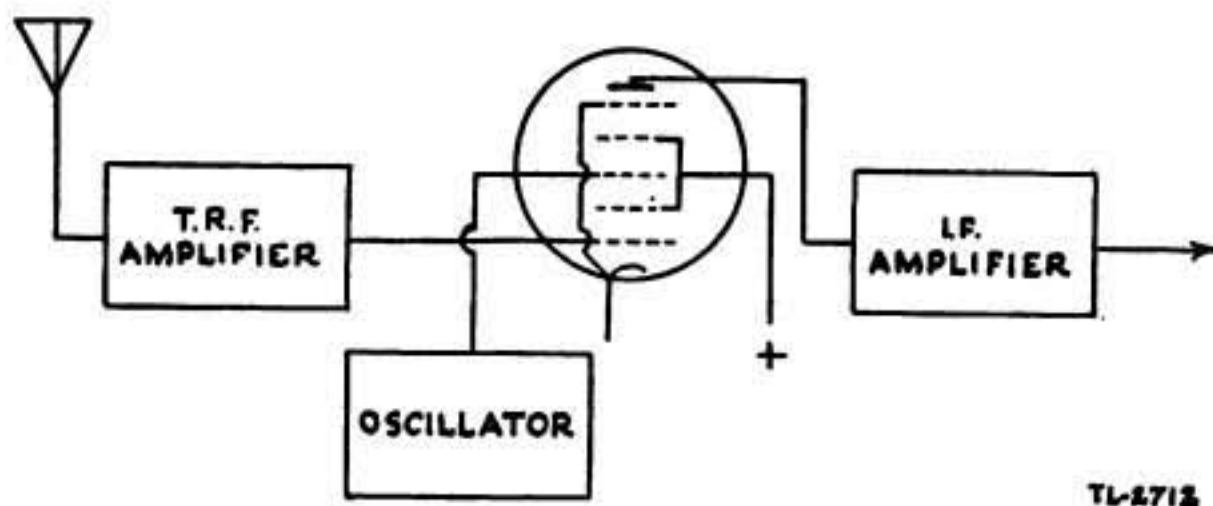 T.R.F.
AMPLIFIER
I.F.
AMPLIFIER
+
OSCILLATOR
TL-2712